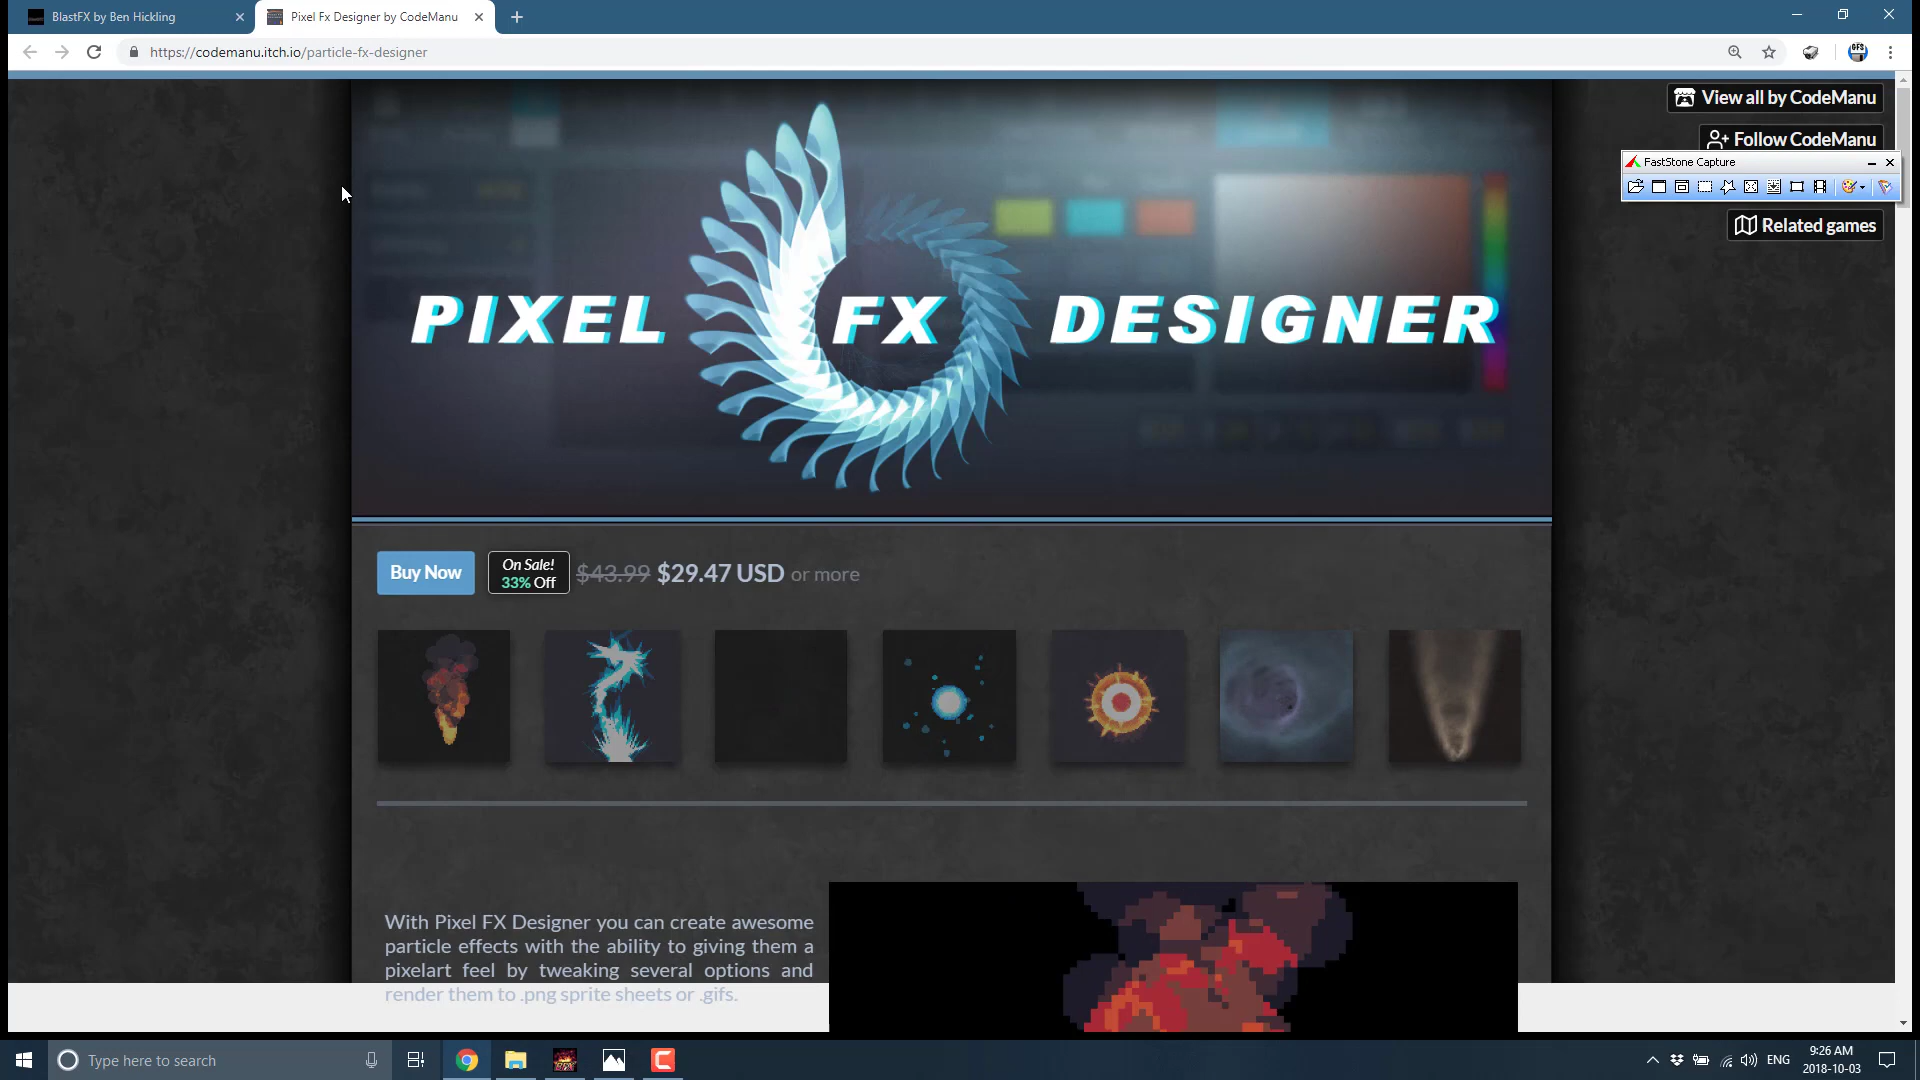 BlastFX by Ben Hickling
Pixel Fx Designer by CodeManu
https://codemanu.itch.io/particle-fx-designer
GFS
View all by CodeManu
Follow CodeManu
FastStone Capture
Related games
PIXEL FX DESIGNER
Buy Now
On Sale!
33% Off
$43.99 $29.47 USD or more
With Pixel FX Designer you can create awesome
particle effects with the ability to giving them a
pixelart feel by tweaking several options and
render them to .png sprite sheets or .gifs.
Type here to search
ENG
9:26 AM
2018-10-03